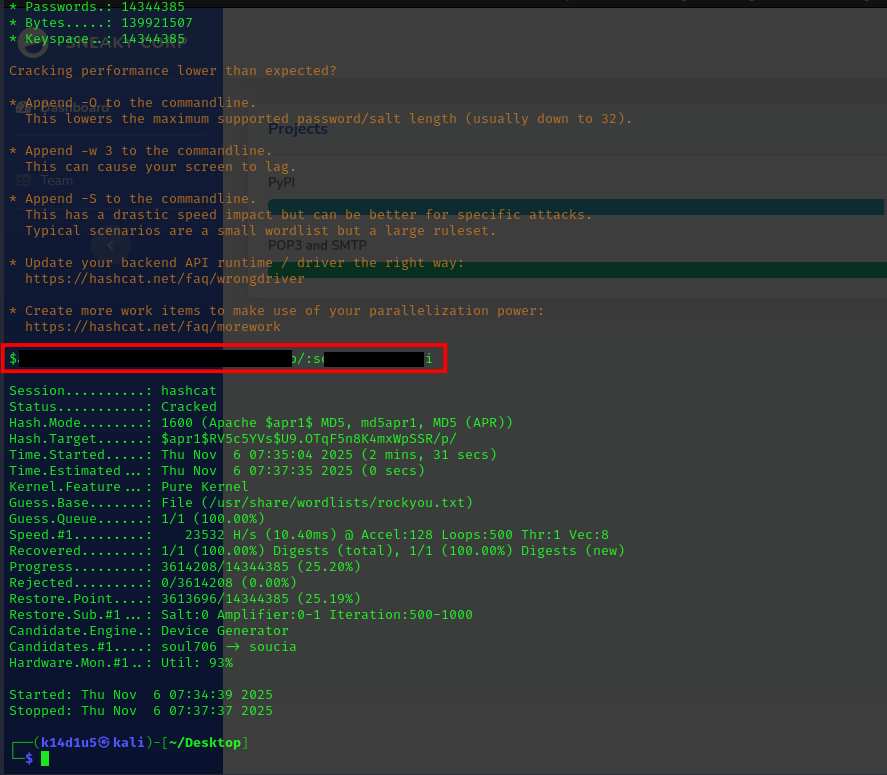 * Passwords.: 14344385
* Bytes.....: 139921507
* Keyspace..: 14344385
SNEAKY CORP
Cracking performance lower than expected?
* Append -O to the commandline.
Dashboard
This lowers the maximum supported password/salt length (usually down to 32).
Projects
* Append -w 3 to the commandline.
This can cause your screen to lag.
Team
PyPI
* Append -S to the commandline.
This has a drastic speed impact but can be better for specific attacks.
Typical scenarios are a small wordlist but a large ruleset.
POP3 and SMTP
* Update your backend API runtime / driver the right way:
https://hashcat.net/faq/wrongdriver
* Create more work items to make use of your parallelization power:
https://hashcat.net/faq/morework
Session..........: hashcat
Status...........: Cracked
Hash.Mode........: 1600 (Apache $apr1$ MD5, md5apr1, MD5 (APR))
Hash.Target......: $apr1$RV5c5YVs$U9.OTqF5n8K4mxWpSSR/p/
Time.Started.....: Thu Nov  6 07:35:04 2025 (2 mins, 31 secs)
Time.Estimated...: Thu Nov  6 07:37:35 2025 (0 secs)
Kernel.Feature...: Pure Kernel
Guess.Base.......: File (/usr/share/wordlists/rockyou.txt)
Guess.Queue......: 1/1 (100.00%)
Speed.#1.........:    23532 H/s (10.40ms) @ Accel:128 Loops:500 Thr:1 Vec:8
Recovered........: 1/1 (100.00%) Digests (total), 1/1 (100.00%) Digests (new)
Progress.........: 3614208/14344385 (25.20%)
Rejected.........: 0/3614208 (0.00%)
Restore.Point....: 3613696/14344385 (25.19%)
Restore.Sub.#1...: Salt:0 Amplifier:0-1 Iteration:500-1000
Candidate.Engine.: Device Generator
Candidates.#1....: soul706 -> soucia
Hardware.Mon.#1..: Util: 93%
Started: Thu Nov  6 07:34:39 2025
Stopped: Thu Nov  6 07:37:37 2025
┌──(k14d1u5㉿kali)-[~/Desktop]
└─$